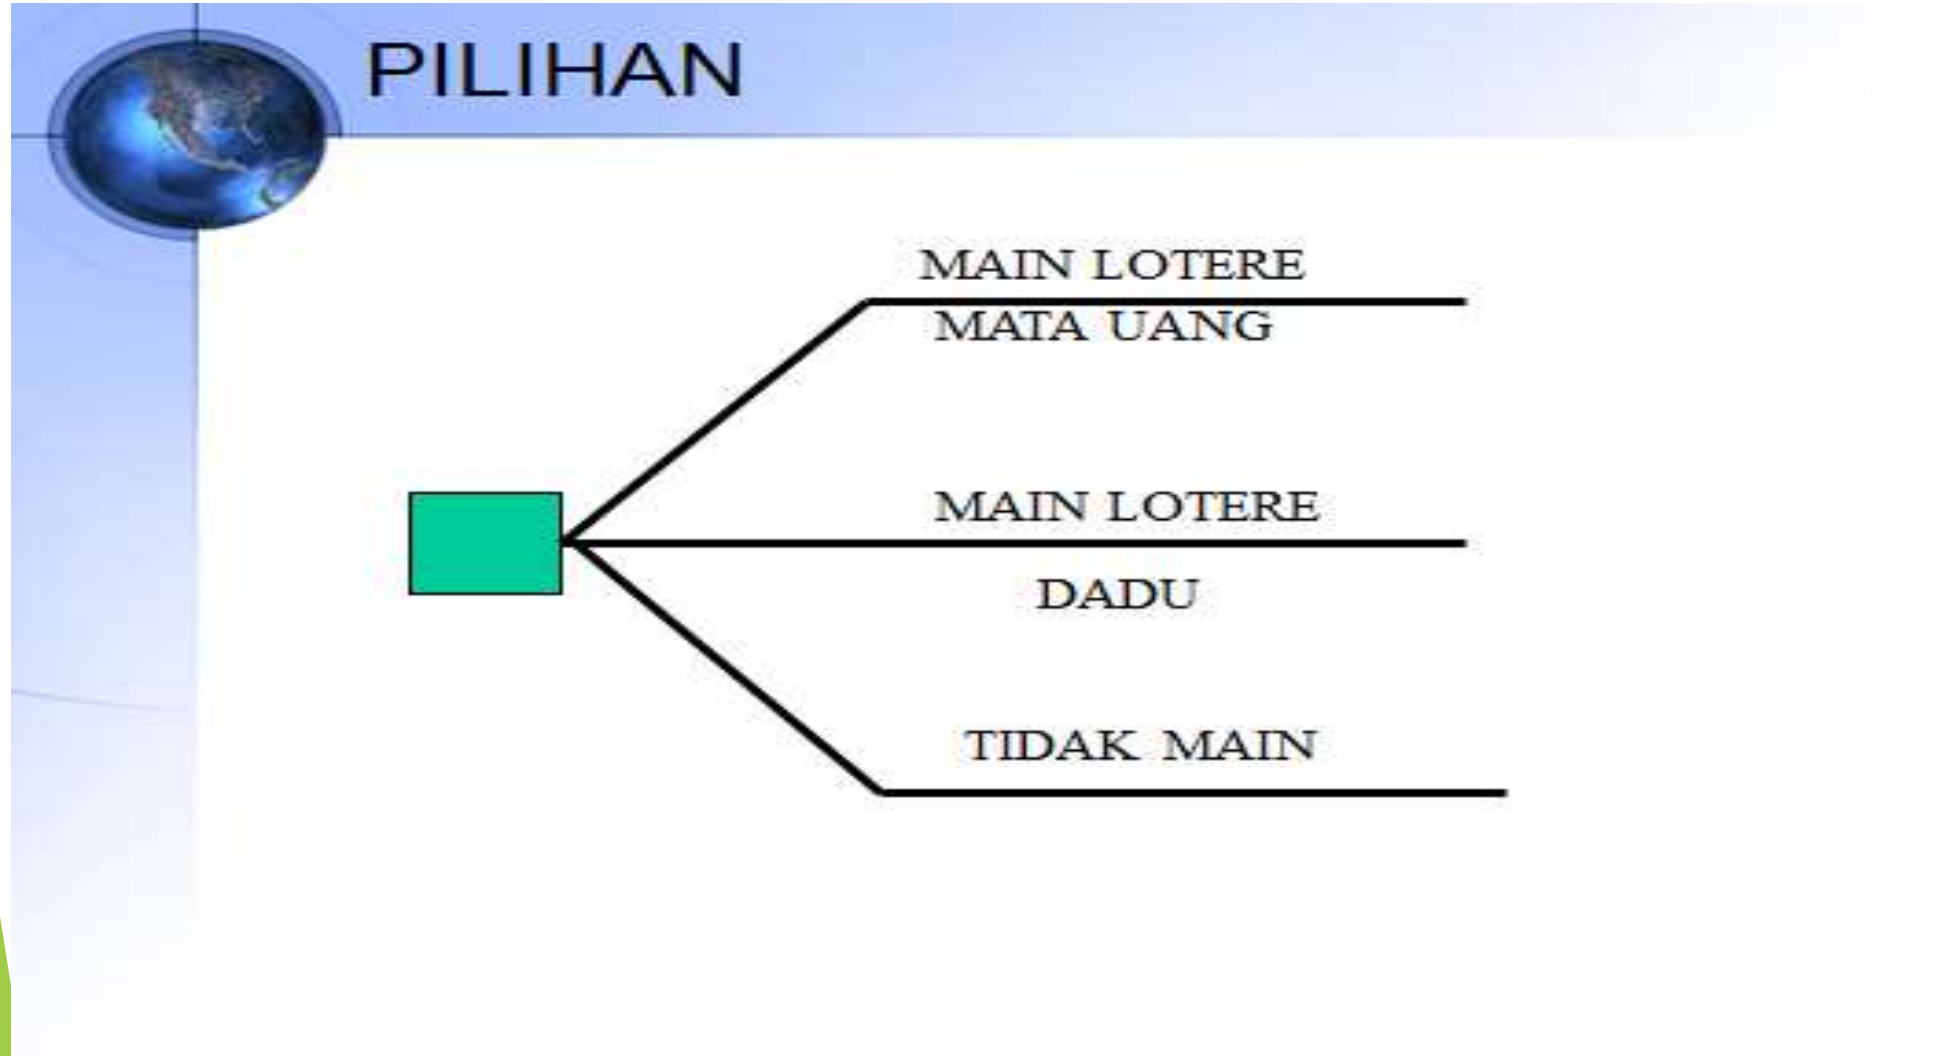 PILIHAN
MAIN LOTERE
MATA UANG
MAIN LOTERE
DADU
TIDAK MAIN